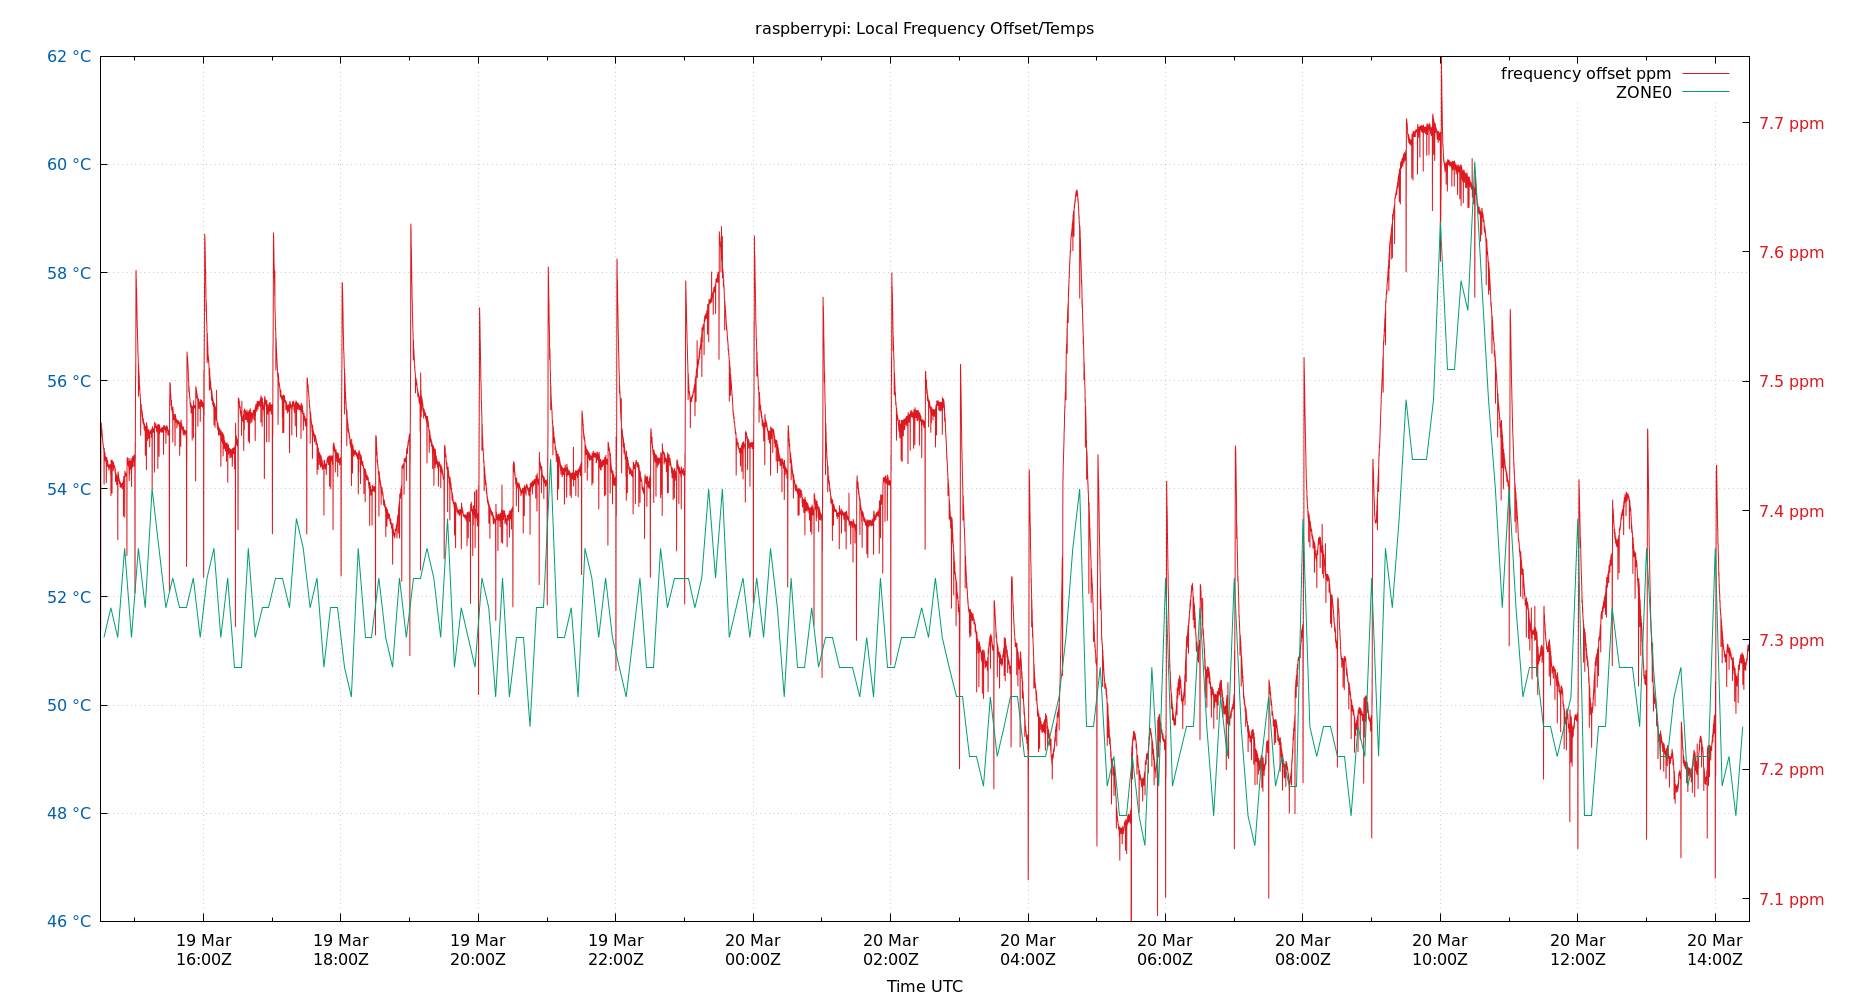 raspberrypi: Local Frequency Offset/Temps
frequency offset ppm
ZONE0
62 °C
60 °C
58 °C
56 °C
54 °C
52 °C
50 °C
48 °C
46 °C
7.7 ppm
7.6 ppm
7.5 ppm
7.4 ppm
7.3 ppm
7.2 ppm
7.1 ppm
19 Mar
16:00Z
19 Mar
18:00Z
19 Mar
20:00Z
19 Mar
22:00Z
20 Mar
00:00Z
20 Mar
02:00Z
20 Mar
04:00Z
20 Mar
06:00Z
20 Mar
08:00Z
20 Mar
10:00Z
20 Mar
12:00Z
20 Mar
14:00Z
Time UTC